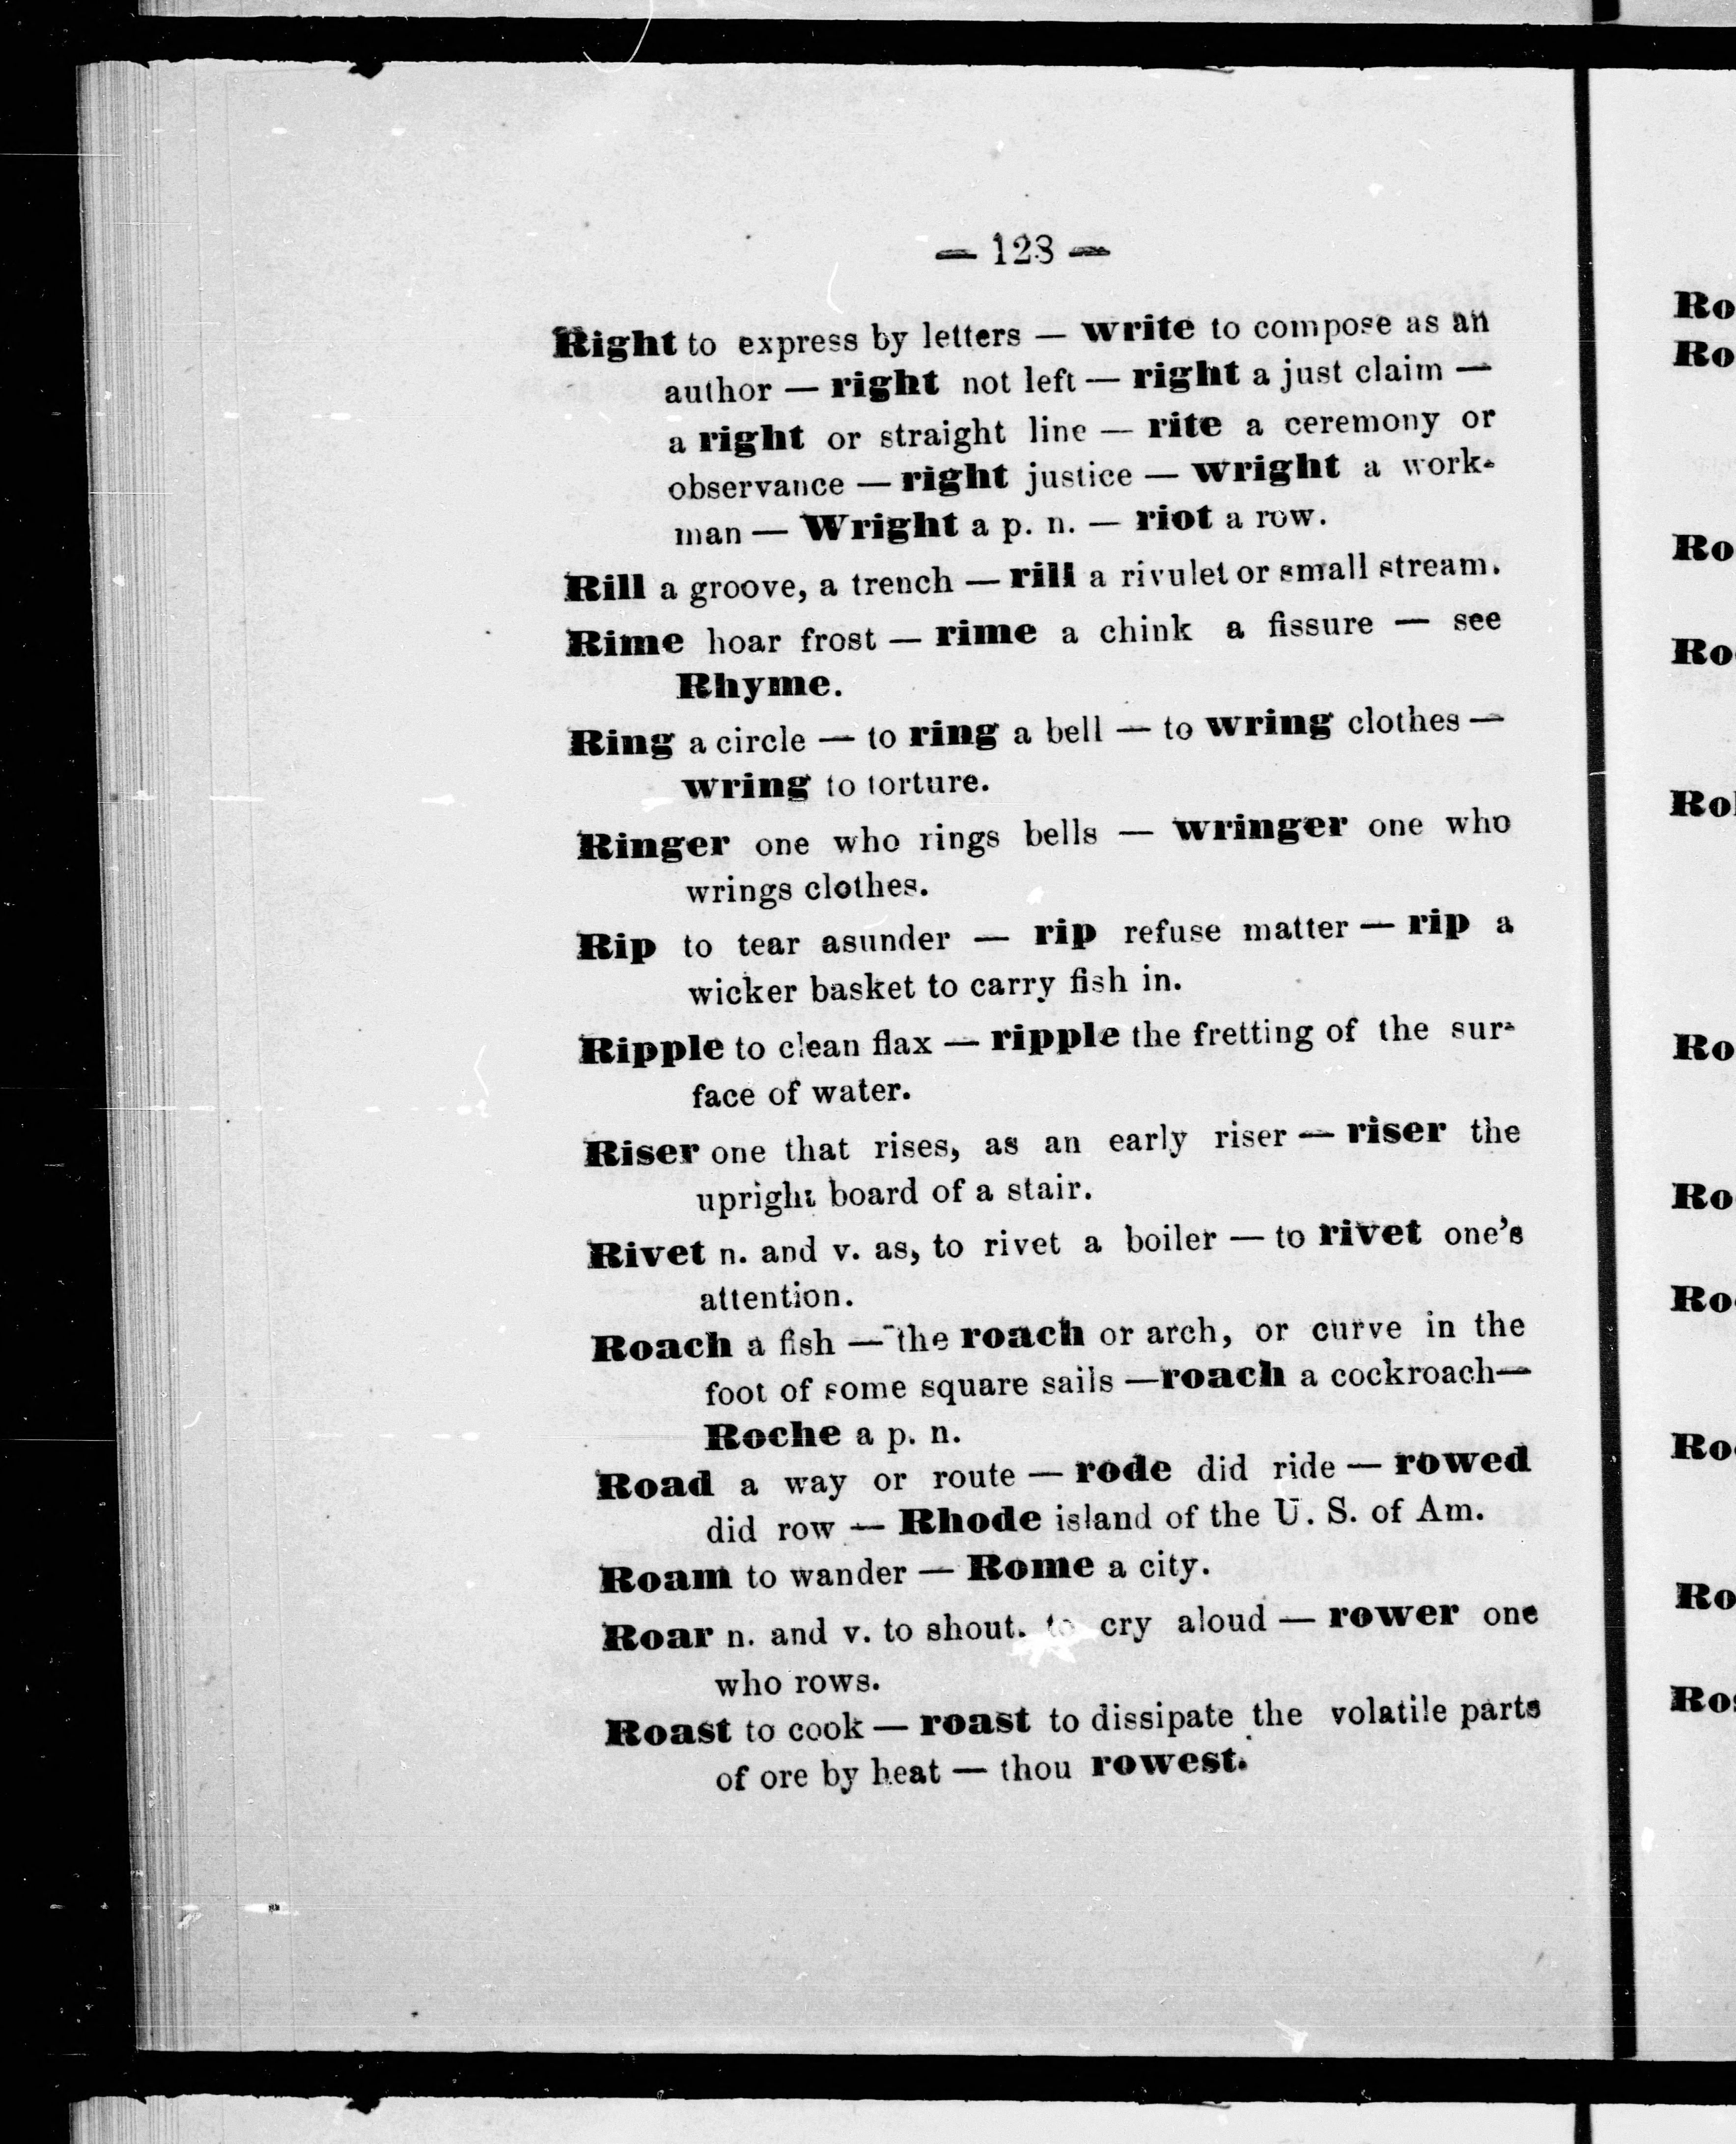 — 128 —
Right to express by letters — write to compose as an
author — right not left — right a just claim —
a right or straight line — rite a ceremony or
observance — right justice — wright a work-
man — Wright a p. n. — riot a row.
Rill a groove, a trench — rill a rivulet or small stream.
Rime hoar frost — rime a chink a fissure — see
Rhyme.
Ring a circle — to ring a bell — to wring clothes —
wring to torture.
Ringer one who rings bells — wringer one who
wrings clothes.
Rip to tear asunder — rip refuse matter — rip a
wicker basket to carry fish in.
Ripple to clean flax — ripple the fretting of the sur-
face of water.
Riser one that rises, as an early riser — riser the
upright board of a stair.
Rivet n. and v. as, to rivet a boiler — to rivet one's
attention.
Roach a fish — the roach or arch, or curve in the
foot of some square sails — roach a cockroach —
Roche a p. n.
Road a way or route — rode did ride — rowed
did row — Rhode island of the U. S. of Am.
Roam to wander — Rome a city.
Roar n. and v. to shout. to cry aloud — rower one
who rows.
Roast to cook — roast to dissipate the volatile parts
of ore by heat — thou rowest.